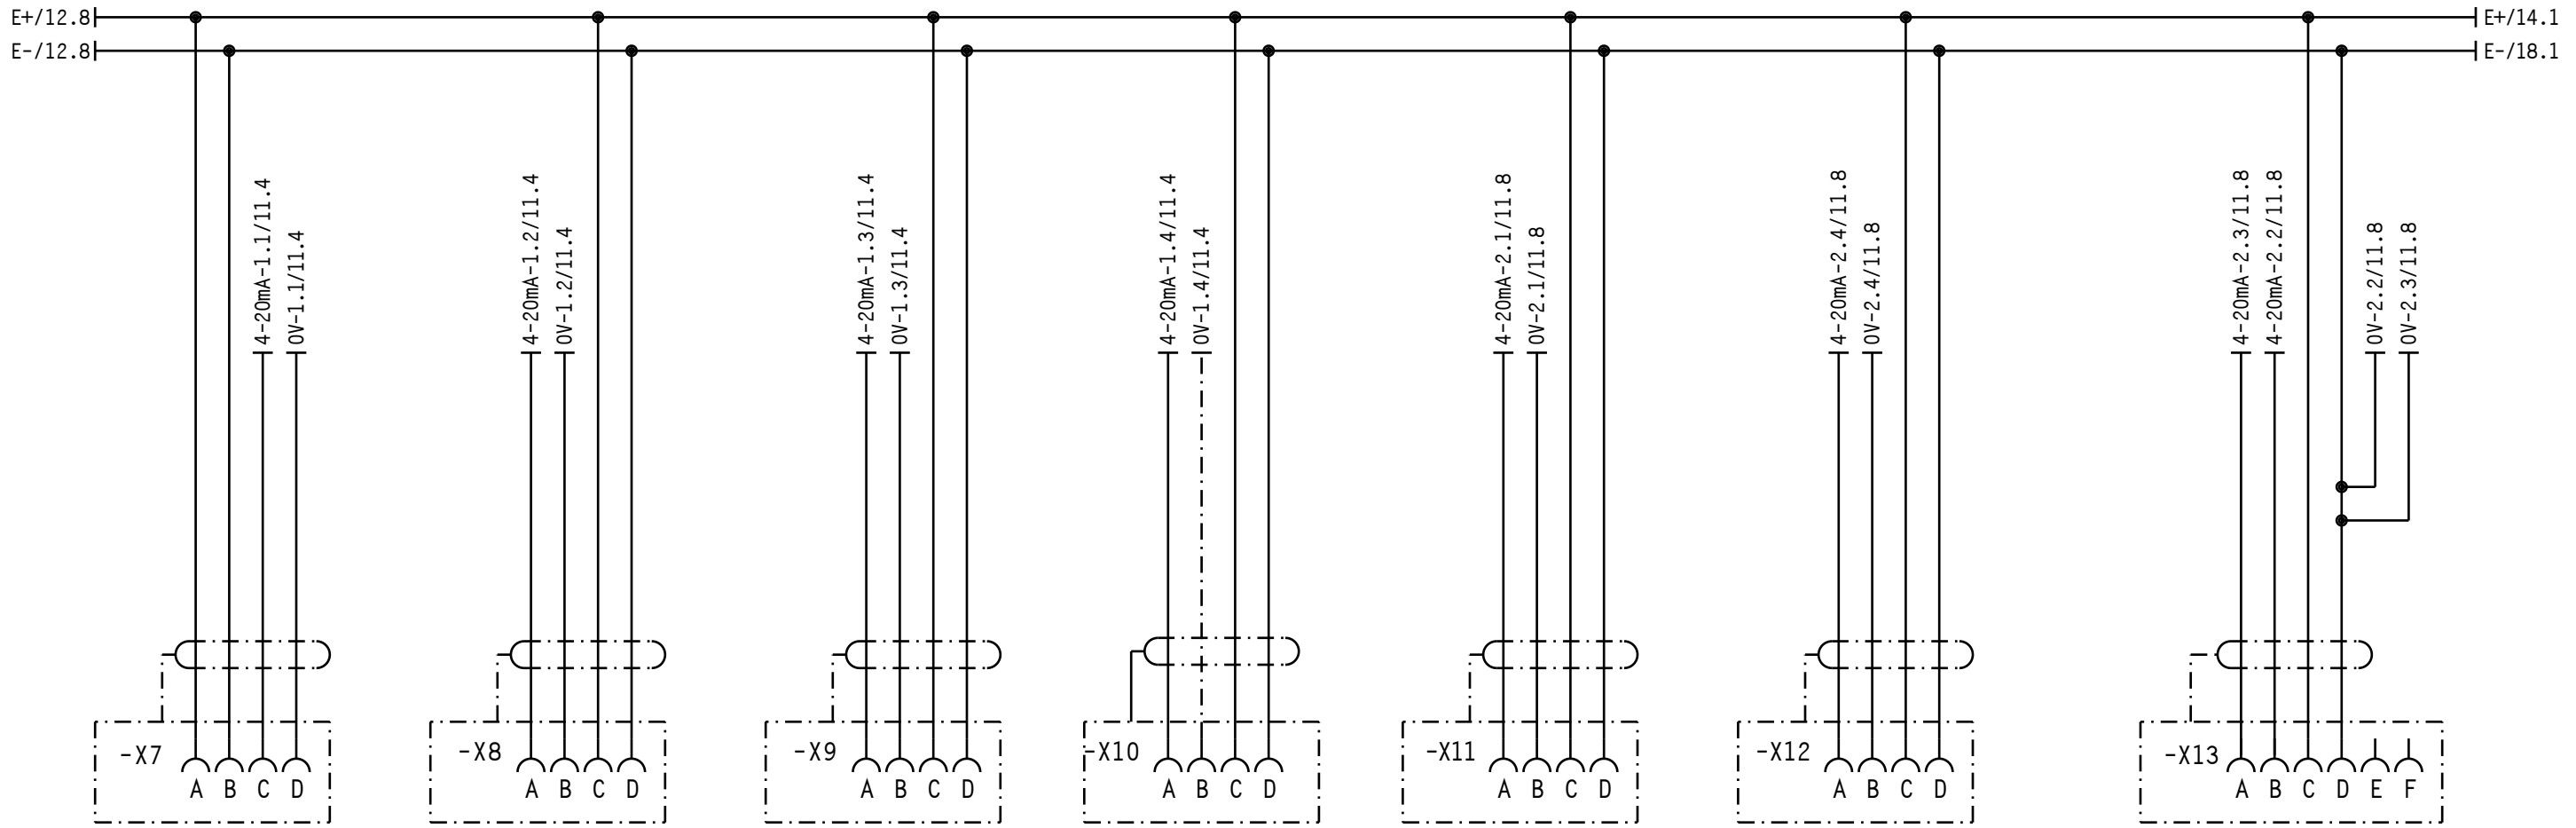 E+/12.8
E+/14.1
E-/12.8
E-/18.1
4-20mA-1.1/11.4
0V-1.1/11.4
4-20mA-1.2/11.4
0V-1.2/11.4
4-20mA-1.3/11.4
0V-1.3/11.4
4-20mA-1.4/11.4
0V-1.4/11.4
4-20mA-2.1/11.8
0V-2.1/11.8
4-20mA-2.4/11.8
0V-2.4/11.8
4-20mA-2.3/11.8
4-20mA-2.2/11.8
0V-2.2/11.8
0V-2.3/11.8
-X7
A B C D
-X8
A B C D
-X9
A B C D
-X10
A B C D
-X11
A B C D
-X12
A B C D
-X13
A B C D E F